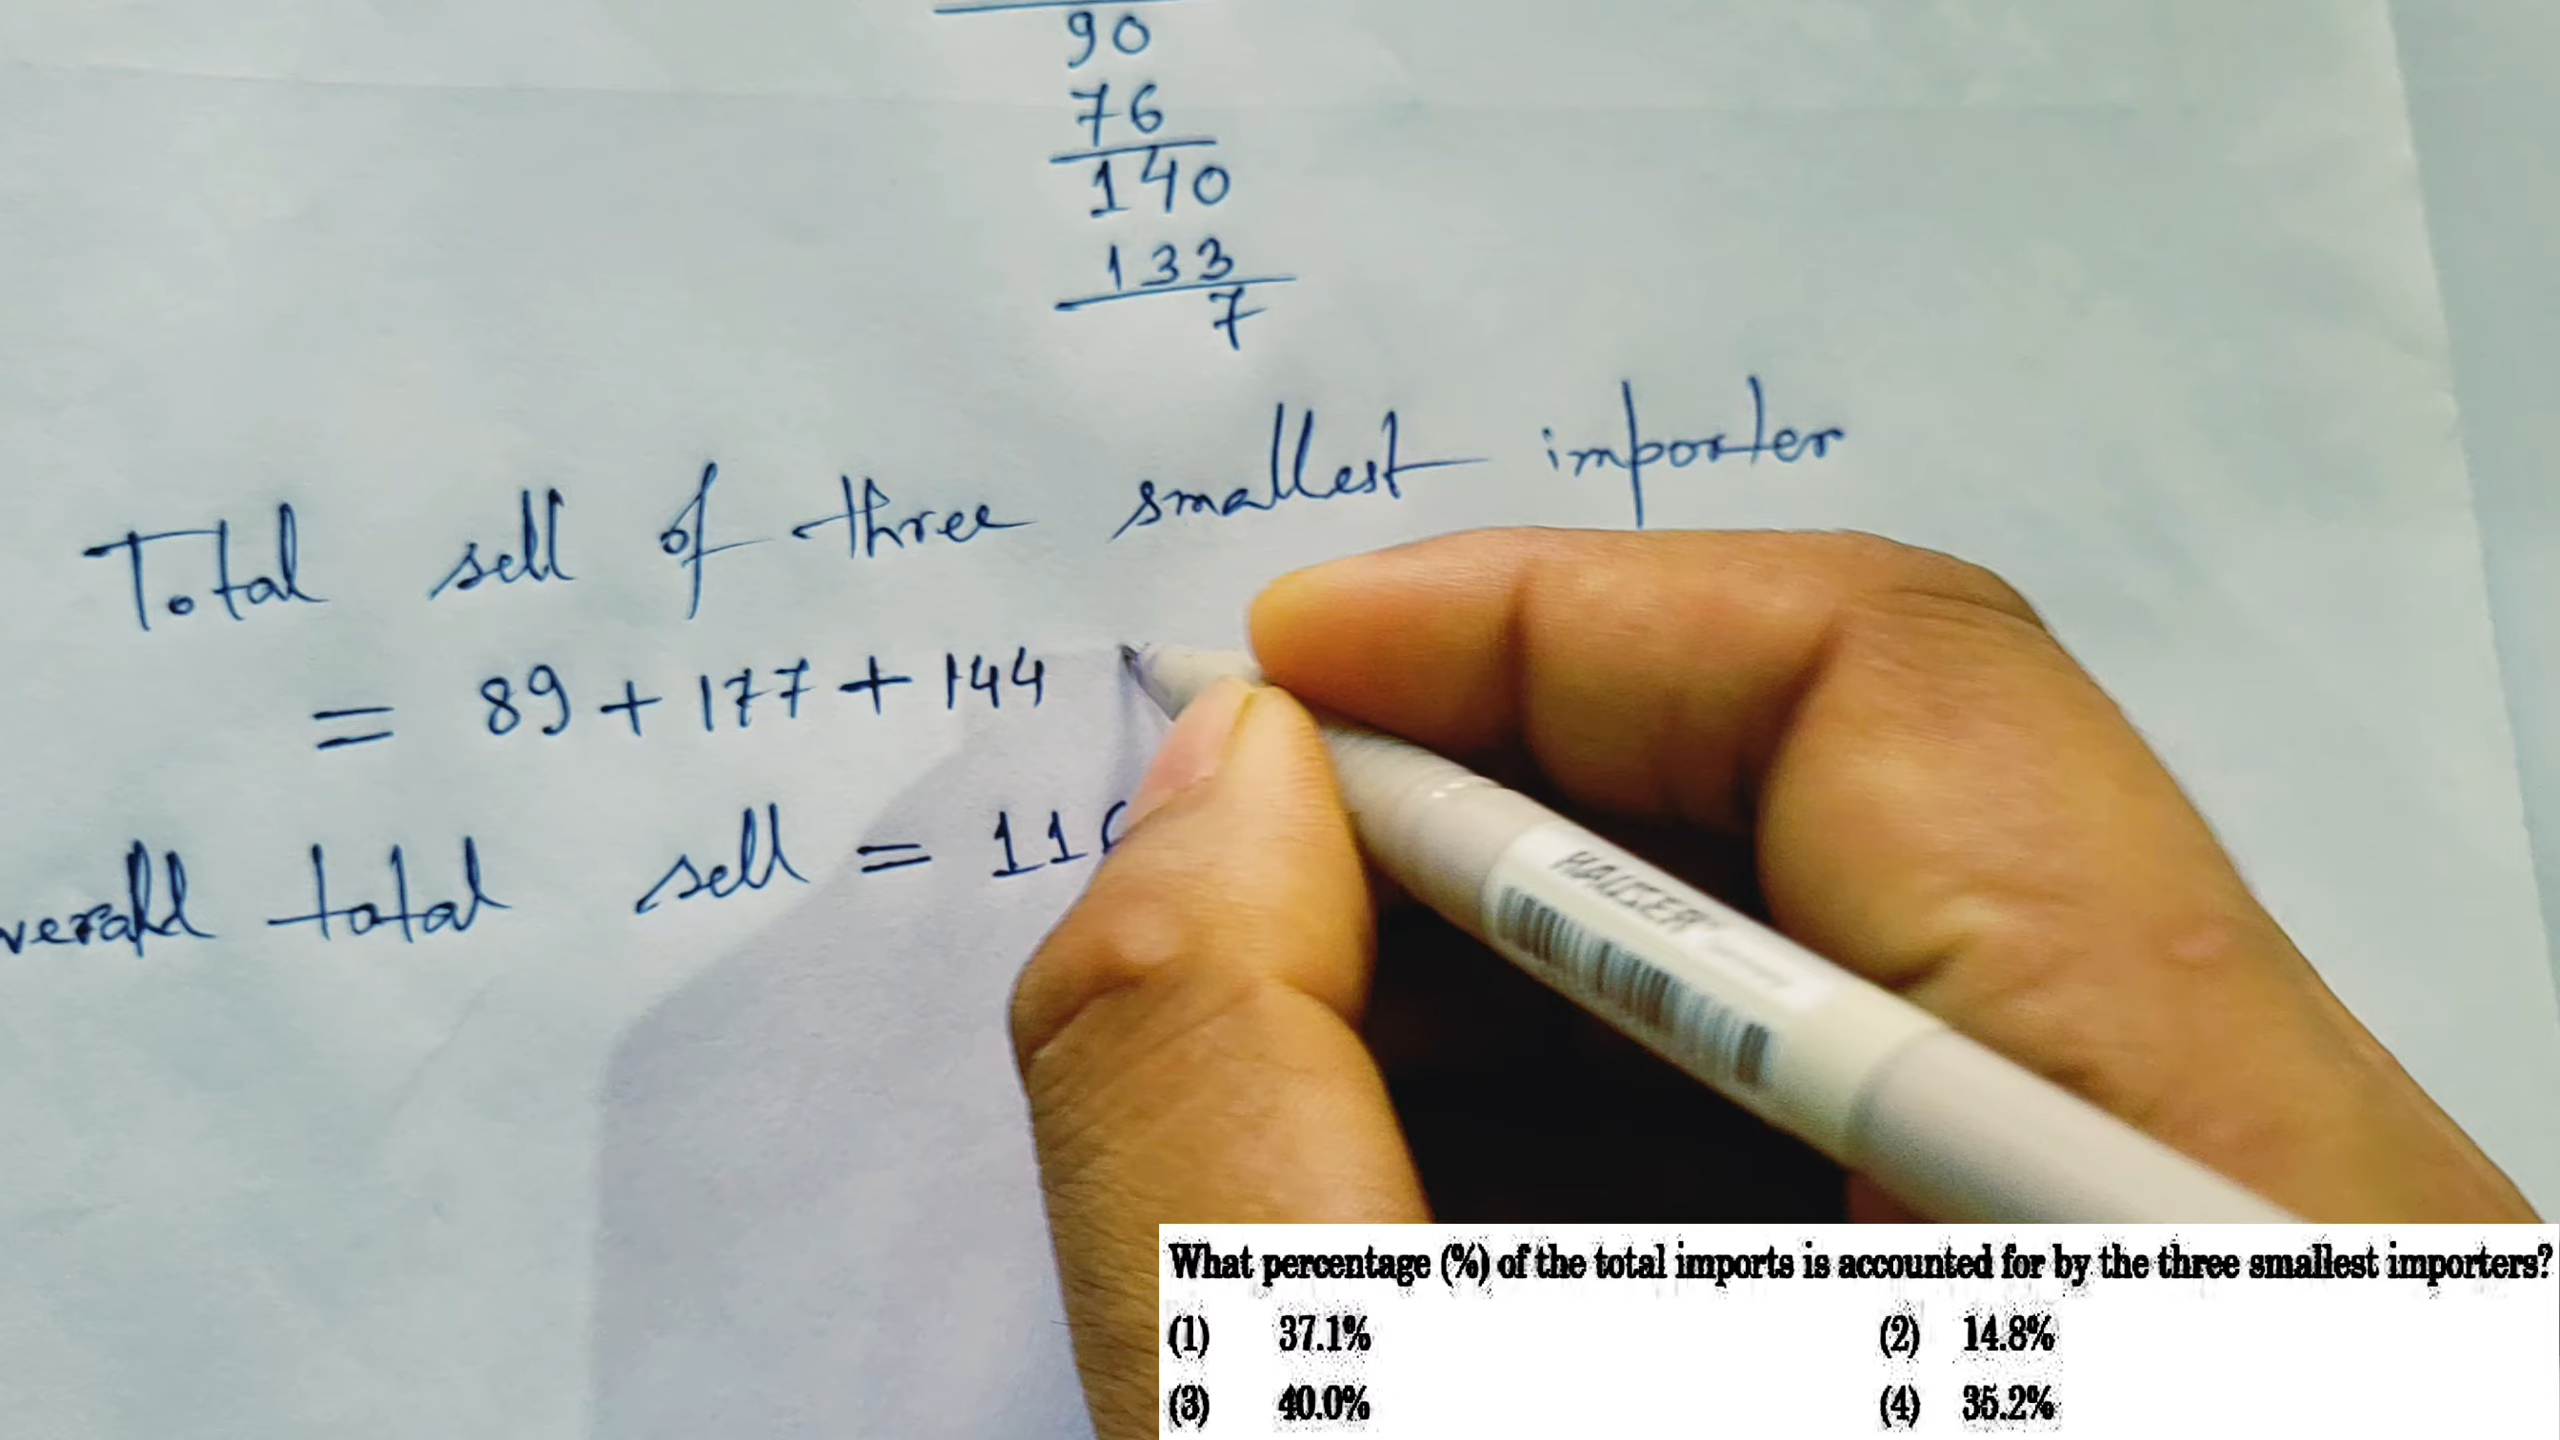 90
76
140
133
7
Total sell of three smallest importer
= 89 + 177 + 144
total sell = 11
HAUSER
What percentage (%) of the total imports is accounted for by the three smallest importers?
(1) 37.1% (2) 14.8%
(3) 40.0% (4) 35.2%